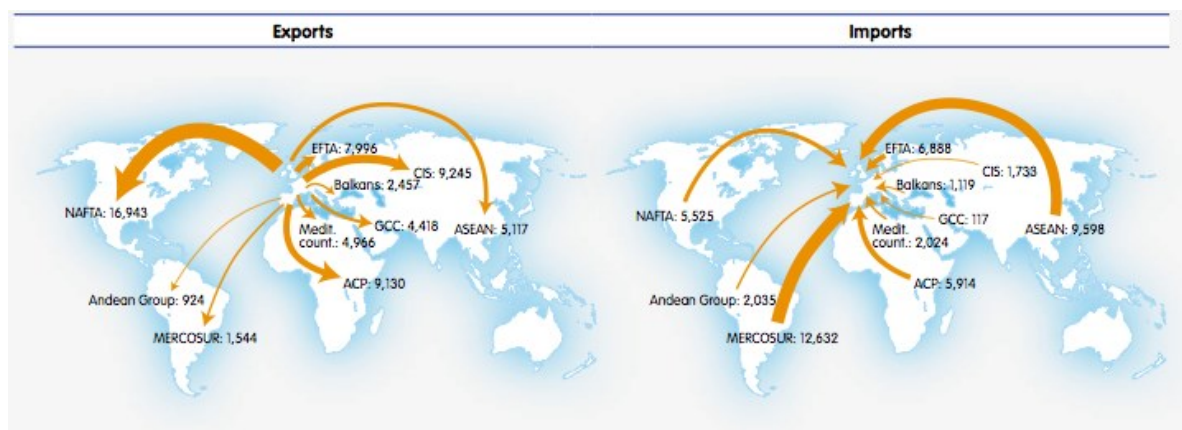 Exports
EFTA: 7,996
CIS: 9,245
Balkans: 2,457
NAFTA: 16,943
GCC: 4,418
ASEAN: 5,117
Medit.
count.: 4,966
ACP: 9,130
Andean Group: 924
MERCOSUR: 1,544
Imports
EFTA: 6,888
CIS: 1,733
Balkans: 1,119
NAFTA: 5,525
GCC: 117
ASEAN: 9,598
Medit.
count.: 2,024
ACP: 5,914
Andean Group: 2,035
MERCOSUR: 12,632